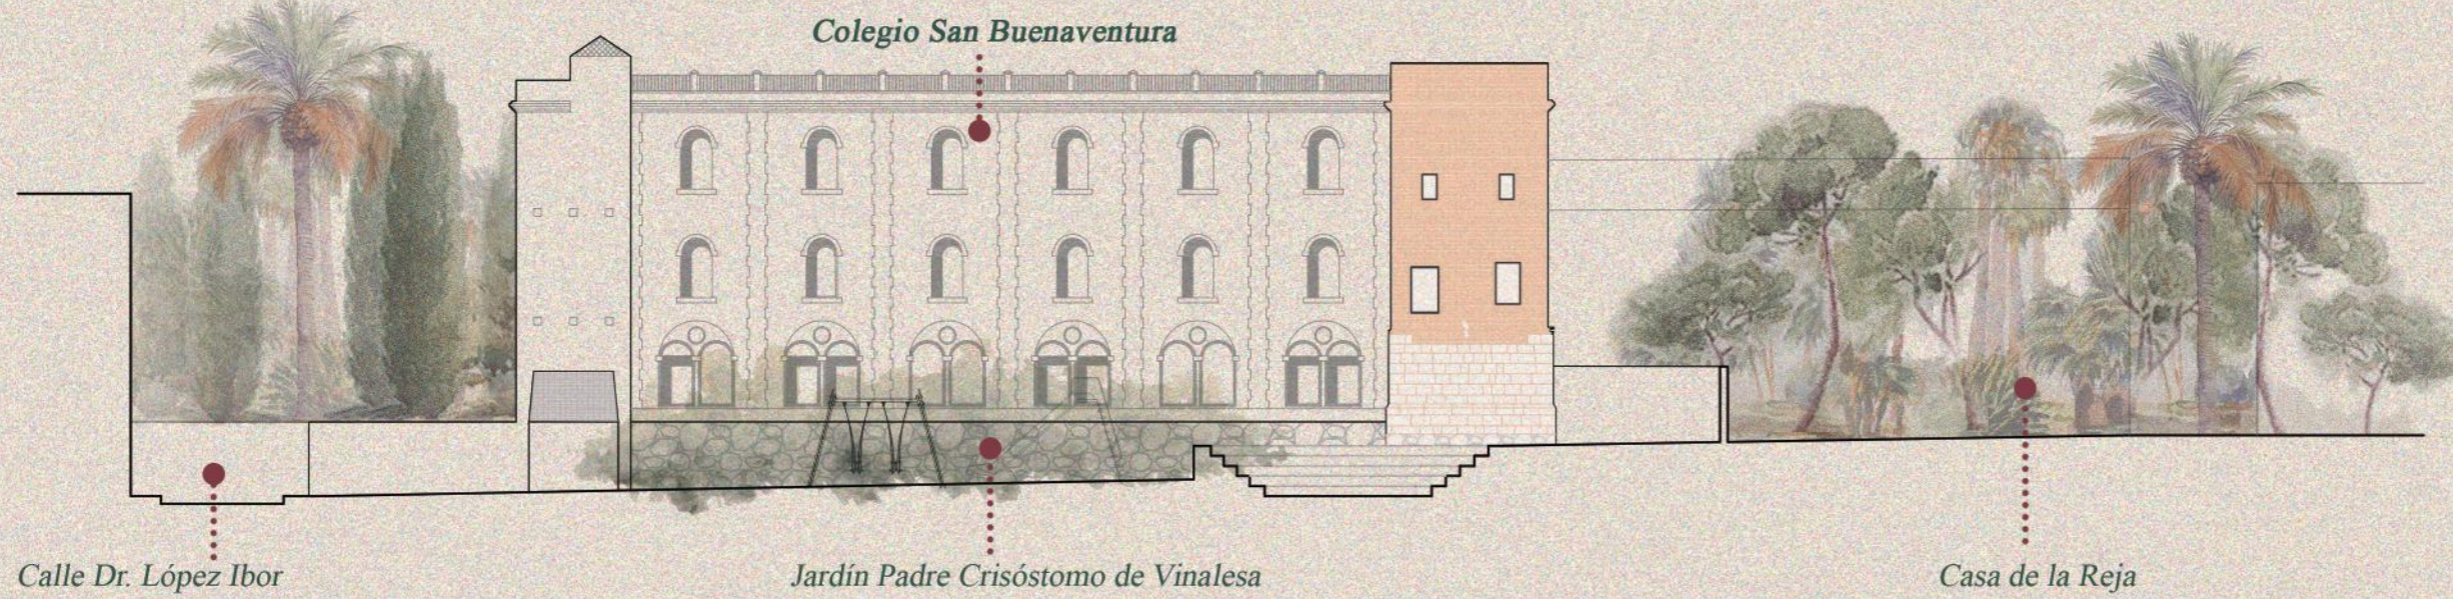 Colegio San Buenaventura
Calle Dr. López Ibor
Jardín Padre Crisóstomo de Vinalesa
Casa de la Reja